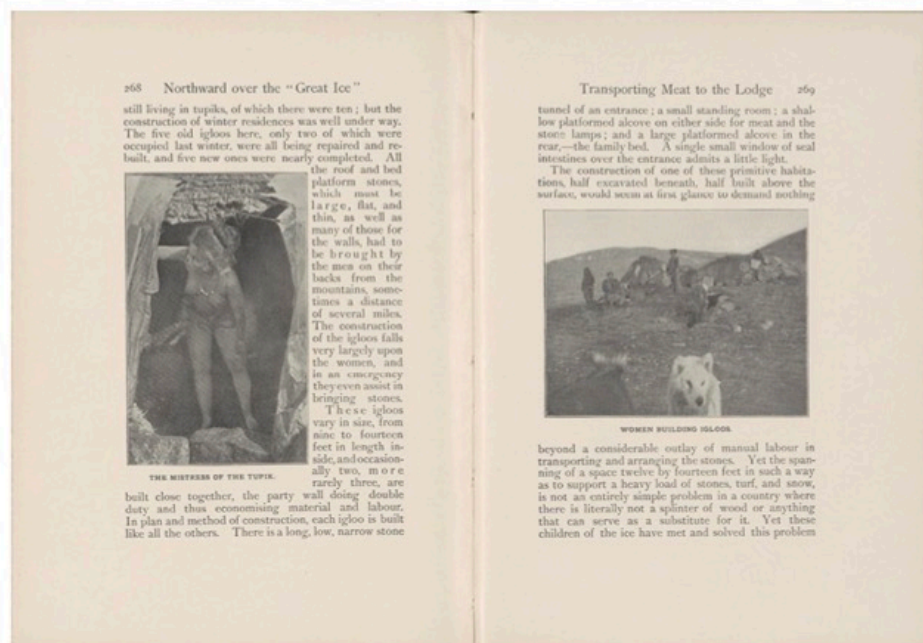 268 Northward over the "Great Ice"
still living in tupiks, of which there were ten; but the
construction of winter residences was well under way.
The five old igloos here, only two of which were
occupied last winter, were all being repaired and re-
built, and five new ones were nearly completed. All
the roof and bed
platform stones,
which must be
large, flat, and
thin, as well as
many of those for
the walls, had to
be brought by
the men on their
backs from the
mountains, some-
times a distance
of several miles.
The construction
of the igloos falls
very largely upon
the women, and
in an emergency
they even assist in
bringing stones.
These igloos
vary in size, from
nine to fourteen
feet in length in-
side, and occasion-
ally two, more
rarely three, are
THE MISTRESS OF THE TUPIK.
built close together, the party wall doing double
duty and thus economising material and labour.
In plan and method of construction, each igloo is built
like all the others. There is a long, low, narrow stone
Transporting Meat to the Lodge 269
tunnel of an entrance; a small standing room; a shal-
low platformed alcove on either side for meat and the
stone lamps; and a large platformed alcove in the
rear,—the family bed. A single small window of seal
intestines over the entrance admits a little light.
The construction of one of these primitive habita-
tions, half excavated beneath, half built above the
surface, would seem at first glance to demand nothing
WOMEN BUILDING IGLOOS.
beyond a considerable outlay of manual labour in
transporting and arranging the stones. Yet the span-
ning of a space twelve by fourteen feet in such a way
as to support a heavy load of stones, turf, and snow,
is not an entirely simple problem in a country where
there is literally not a splinter of wood or anything
that can serve as a substitute for it. Yet these
children of the ice have met and solved this problem